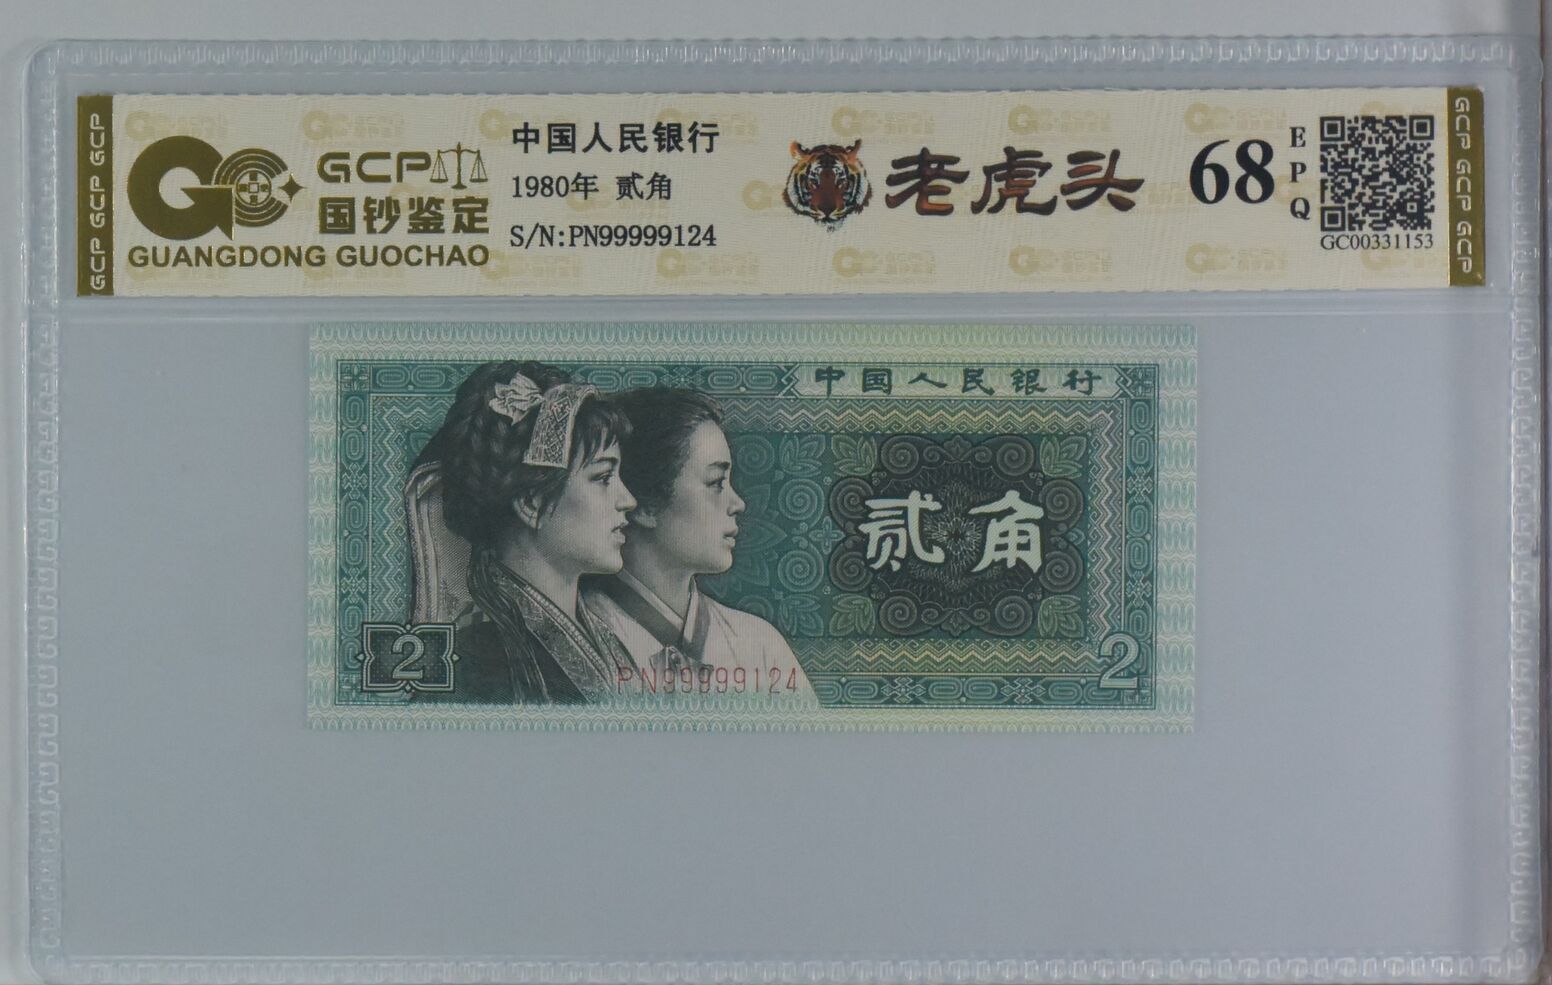 GCP
国钞鉴定
GUANGDONG GUOCHAO
中国人民银行
1980年 贰角
S/N:PN99999124
老虎头
68
EPQ
GC00331153
GCP GCP GCP
GCP GCP GCP
中国人民银行
贰角
2
2
PN99999124